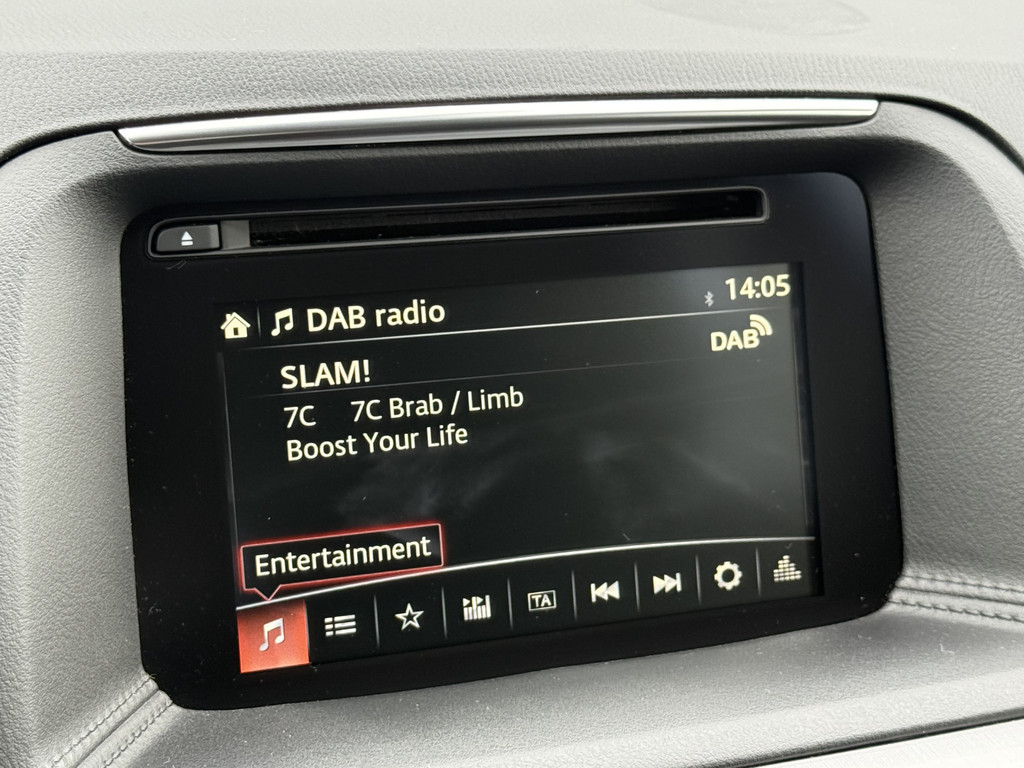 DAB radio
14:05
DAB
SLAM!
7C 7C Brab / Limb
Boost Your Life
Entertainment
TA